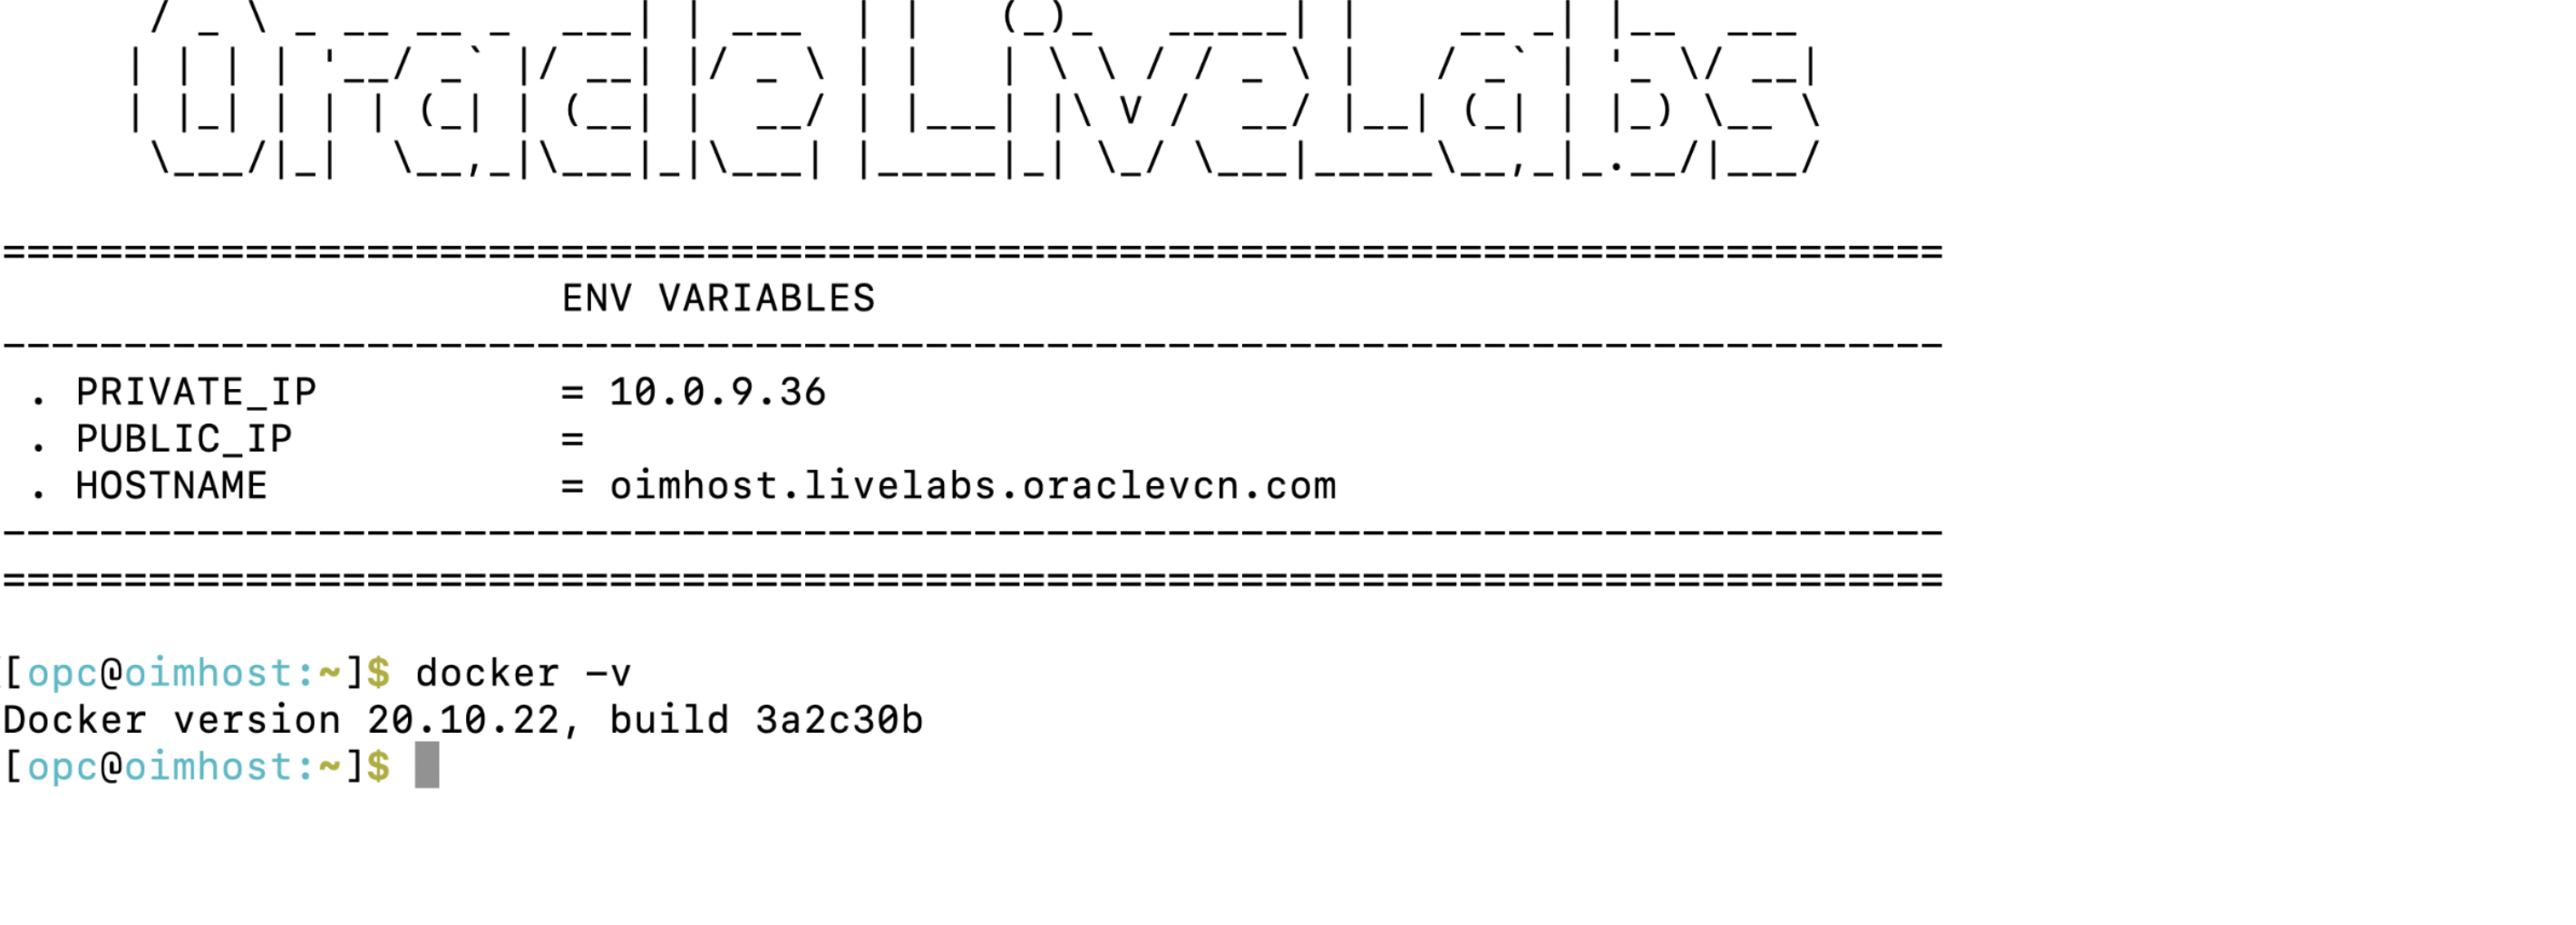 Oracle LiveLabs
================================================================================
ENV VARIABLES
--------------------------------------------------------------------------------
. PRIVATE_IP = 10.0.9.36
. PUBLIC_IP =
. HOSTNAME = oimhost.livelabs.oraclevcn.com
--------------------------------------------------------------------------------
================================================================================
[opc@oimhost:~]$ docker -v
Docker version 20.10.22, build 3a2c30b
[opc@oimhost:~]$